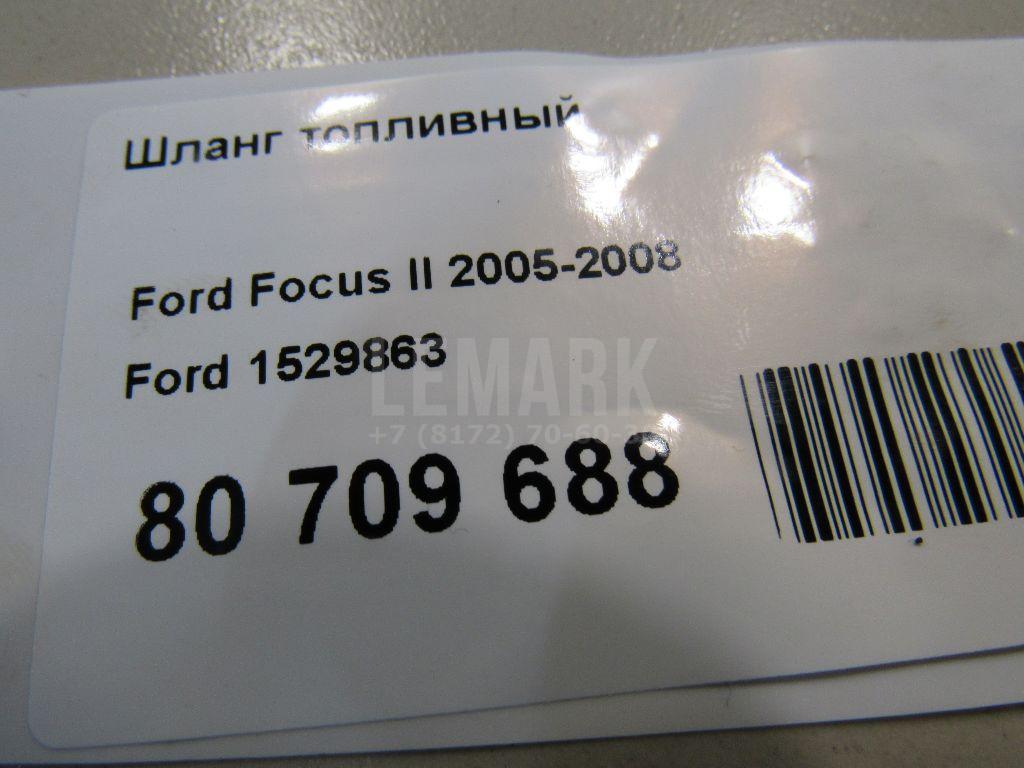 Шланг топливный
Ford Focus II 2005-2008
Ford 1529863
LEMARK
80 709 688